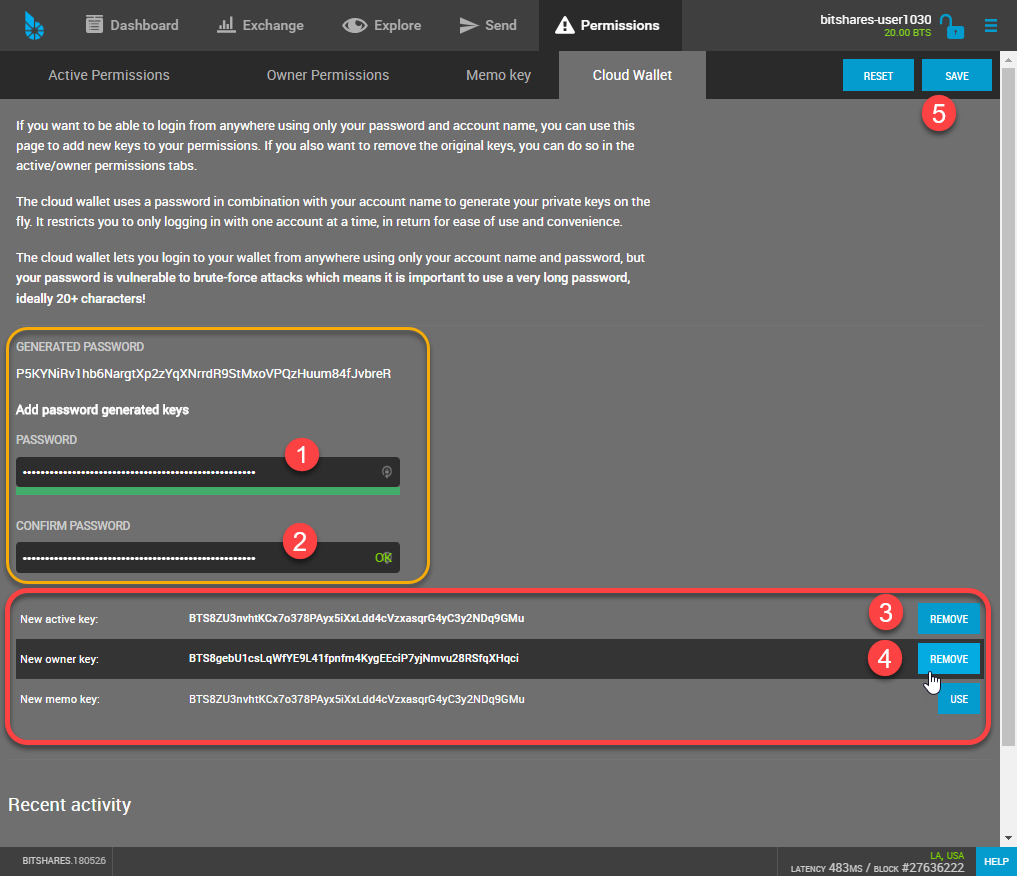 Dashboard Exchange Explore Send Permissions bitshares-user1030
20.00 BTS
Active Permissions Owner Permissions Memo key Cloud Wallet RESET SAVE
5
If you want to be able to login from anywhere using only your password and account name, you can use this
page to add new keys to your permissions. If you also want to remove the original keys, you can do so in the
active/owner permissions tabs.
The cloud wallet uses a password in combination with your account name to generate your private keys on the
fly. It restricts you to only logging in with one account at a time, in return for ease of use and convenience.
The cloud wallet lets you login to your wallet from anywhere using only your account name and password, but
your password is vulnerable to brute-force attacks which means it is important to use a very long password,
ideally 20+ characters!
GENERATED PASSWORD
P5KYNiRv1hb6NargtXp2zYqXNrrdR9StMxoVPQzHuum84fJvbreR
Add password generated keys
PASSWORD
1
CONFIRM PASSWORD
2
OK
New active key: BTS8ZU3nvhtKCx7o378PAyx5iXxLdd4cVzxasqrG4yC3y2NDq9GMu 3 REMOVE
New owner key: BTS8gebU1csLqWfYE9L41fpnfm4KygEEciP7yjNmvu28RSfqXHqci 4 REMOVE
New memo key: BTS8ZU3nvhtKCx7o378PAyx5iXxLdd4cVzxasqrG4yC3y2NDq9GMu USE
Recent activity
BITSHARES.180526 LA, USA
LATENCY 483MS / BLOCK #27636222 HELP